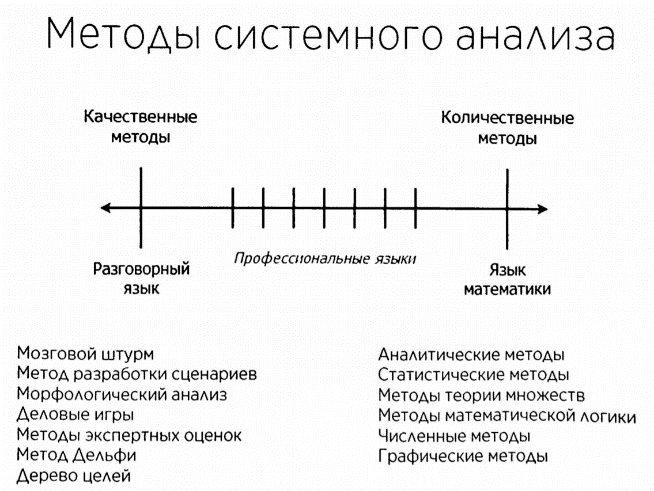 Методы системного анализа
Качественные
методы
Количественные
методы
Разговорный
язык
Профессиональные языки
Язык
математики
Мозговой штурм
Метод разработки сценариев
Морфологический анализ
Деловые игры
Методы экспертных оценок
Метод Дельфи
Дерево целей
Аналитические методы
Статистические методы
Методы теории множеств
Методы математической логики
Численные методы
Графические методы